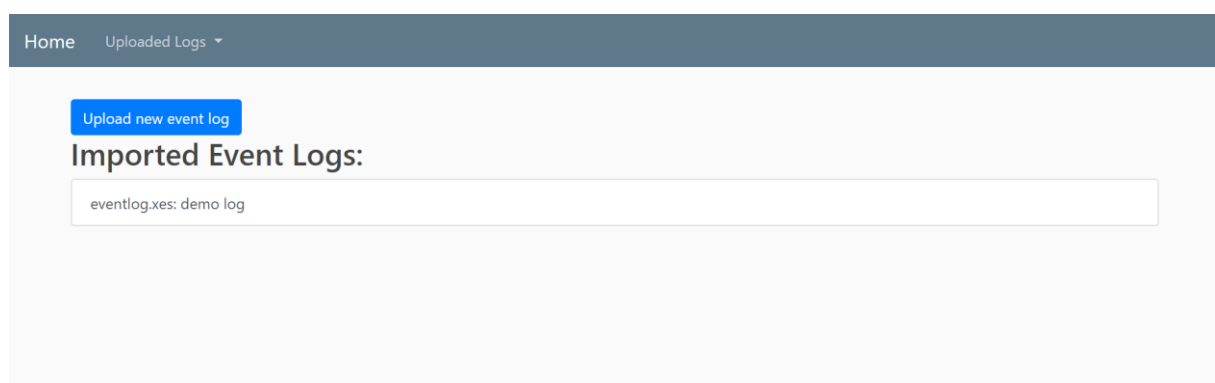 Home Uploaded Logs
Upload new event log
Imported Event Logs:
eventlog.xes: demo log